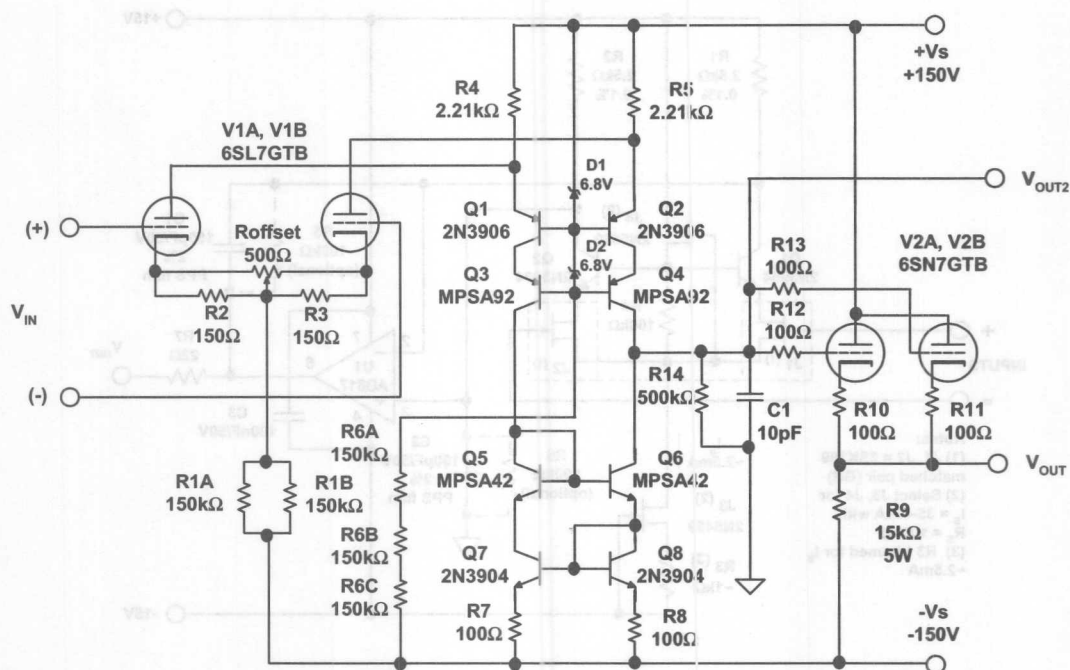 +Vs
+150V
R4
2.21kΩ
R5
2.21kΩ
V1A, V1B
6SL7GTB
D1
6.8V
VOUT2
(+)
Roffset
500Ω
Q1
2N3906
Q2
2N3906
D2
6.8V
R13
100Ω
V2A, V2B
6SN7GTB
Q3
MPSA92
Q4
MPSA92
R12
100Ω
VIN
R2
150Ω
R3
150Ω
(-)
R14
500kΩ
C1
10pF
R10
100Ω
R11
100Ω
R6A
150kΩ
Q5
MPSA42
Q6
MPSA42
VOUT
R1A
150kΩ
R1B
150kΩ
R6B
150kΩ
R9
15kΩ
5W
Q7
2N3904
Q8
2N3904
R6C
150kΩ
R7
100Ω
R8
100Ω
-Vs
-150V